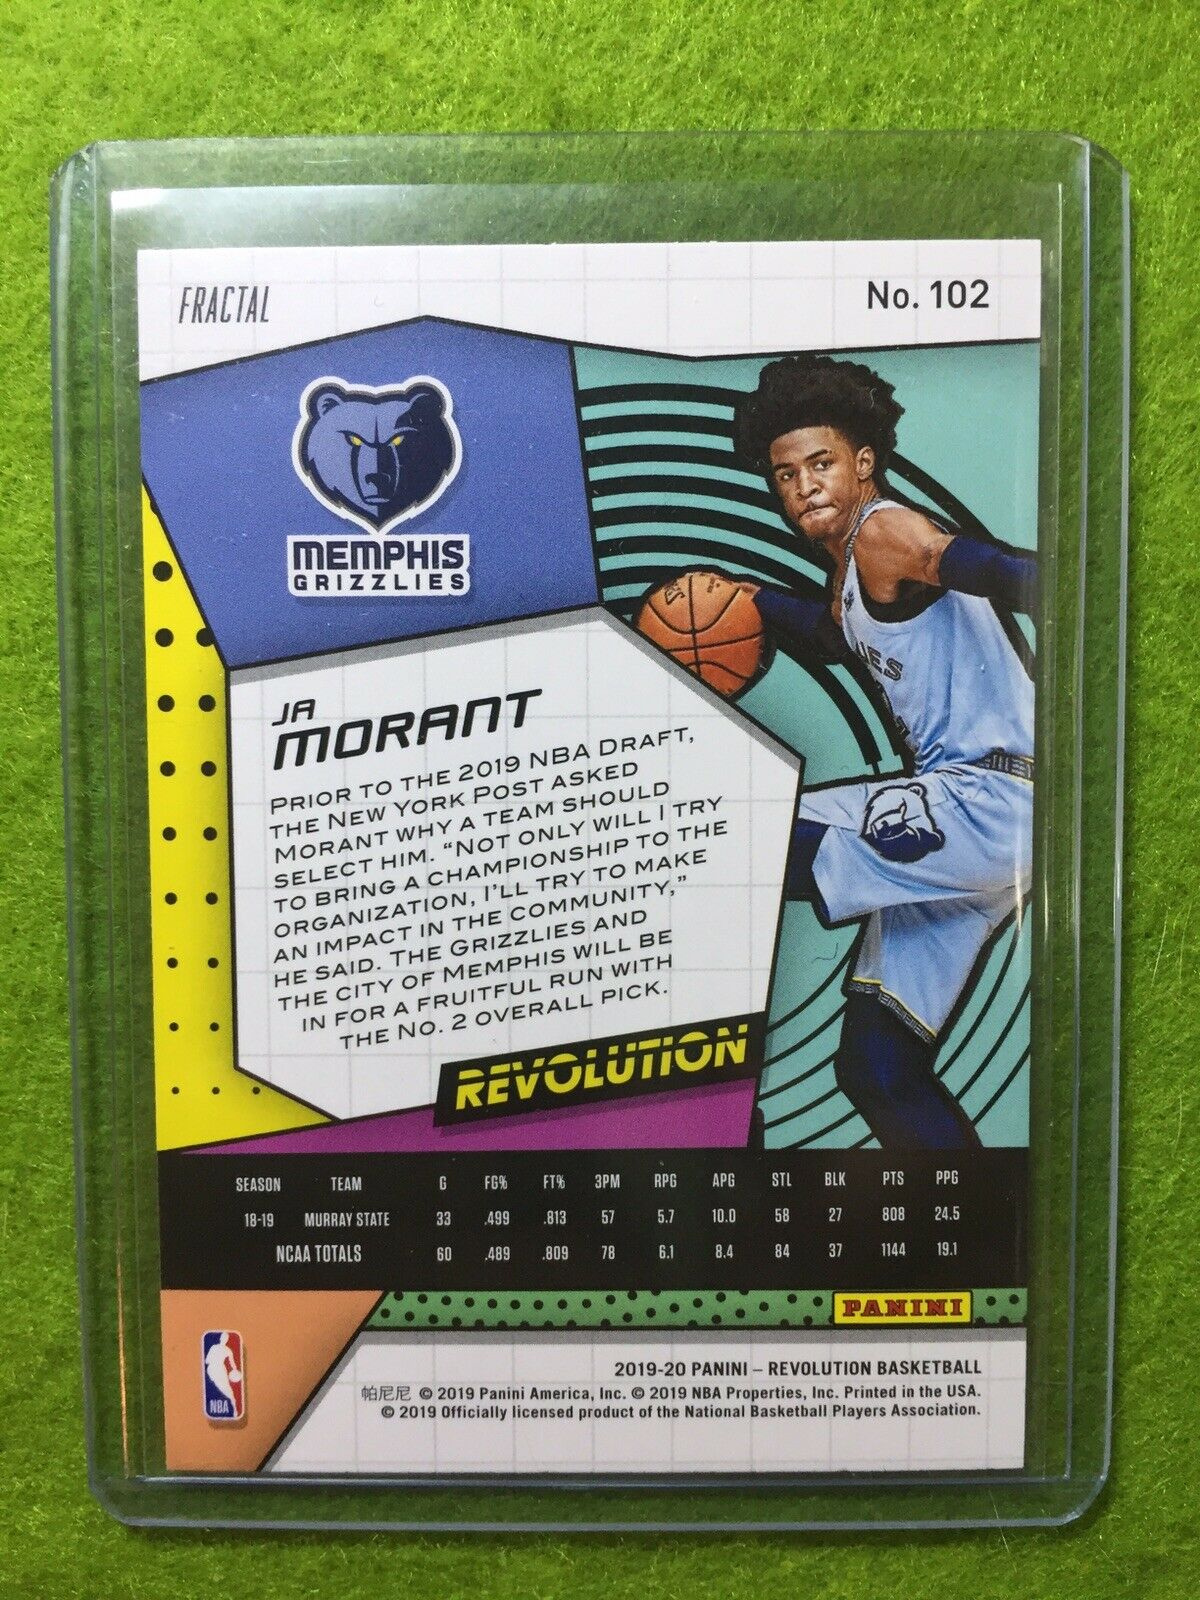 FRACTAL
No. 102
MEMPHIS
GRIZZLIES
JA
MORANT
PRIOR TO THE 2019 NBA DRAFT,
THE NEW YORK POST ASKED
MORANT WHY A TEAM SHOULD
SELECT HIM. “NOT ONLY WILL I TRY
TO BRING A CHAMPIONSHIP TO THE
ORGANIZATION, I'LL TRY TO MAKE
AN IMPACT IN THE COMMUNITY,”
HE SAID. THE GRIZZLIES AND
THE CITY OF MEMPHIS WILL BE
IN FOR A FRUITFUL RUN WITH
THE NO. 2 OVERALL PICK.
REVOLUTION
SEASON TEAM G FG% FT% 3PM RPG APG STL BLK PTS PPG
18-19 MURRAY STATE 33 .499 .813 57 5.7 10.0 58 27 808 24.5
NCAA TOTALS 60 .489 .809 78 6.1 8.4 84 37 1144 19.1
PANINI
NBA
2019-20 PANINI – REVOLUTION BASKETBALL
帕尼尼 © 2019 Panini America, Inc. © 2019 NBA Properties, Inc. Printed in the USA.
© 2019 Officially licensed product of the National Basketball Players Association.